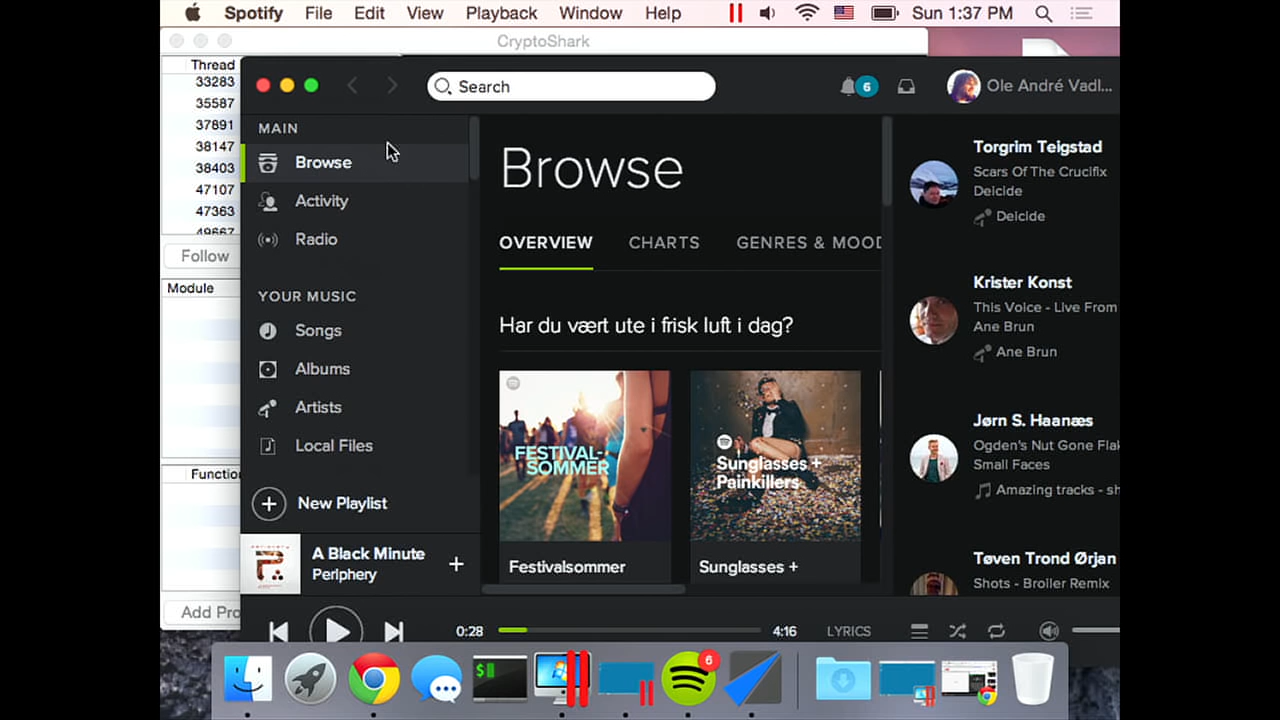 Spotify File Edit View Playback Window Help Sun 1:37 PM
CryptoShark
Thread
33283
35587
37891
38147
38403
47107
47363
49667
Follow
Module
Functio
Add Pro
Search
6
Ole André Vadl...
MAIN
Browse
Activity
Radio
YOUR MUSIC
Songs
Albums
Artists
Local Files
New Playlist
A Black Minute
Periphery
Browse
OVERVIEW CHARTS GENRES & MOOD
Har du vært ute i frisk luft i dag?
FESTIVAL-
SOMMER
Sunglasses +
Painkillers
Festivalsommer
Sunglasses +
Torgrim Teigstad
Scars Of The Crucifix
Deicide
Deicide
Krister Konst
This Voice - Live From
Ane Brun
Ane Brun
Jørn S. Haanæs
Ogden's Nut Gone Flak
Small Faces
Amazing tracks - sh
Tøven Trond Ørjan
Shots - Broiler Remix
0:28 4:16 LYRICS
$
6